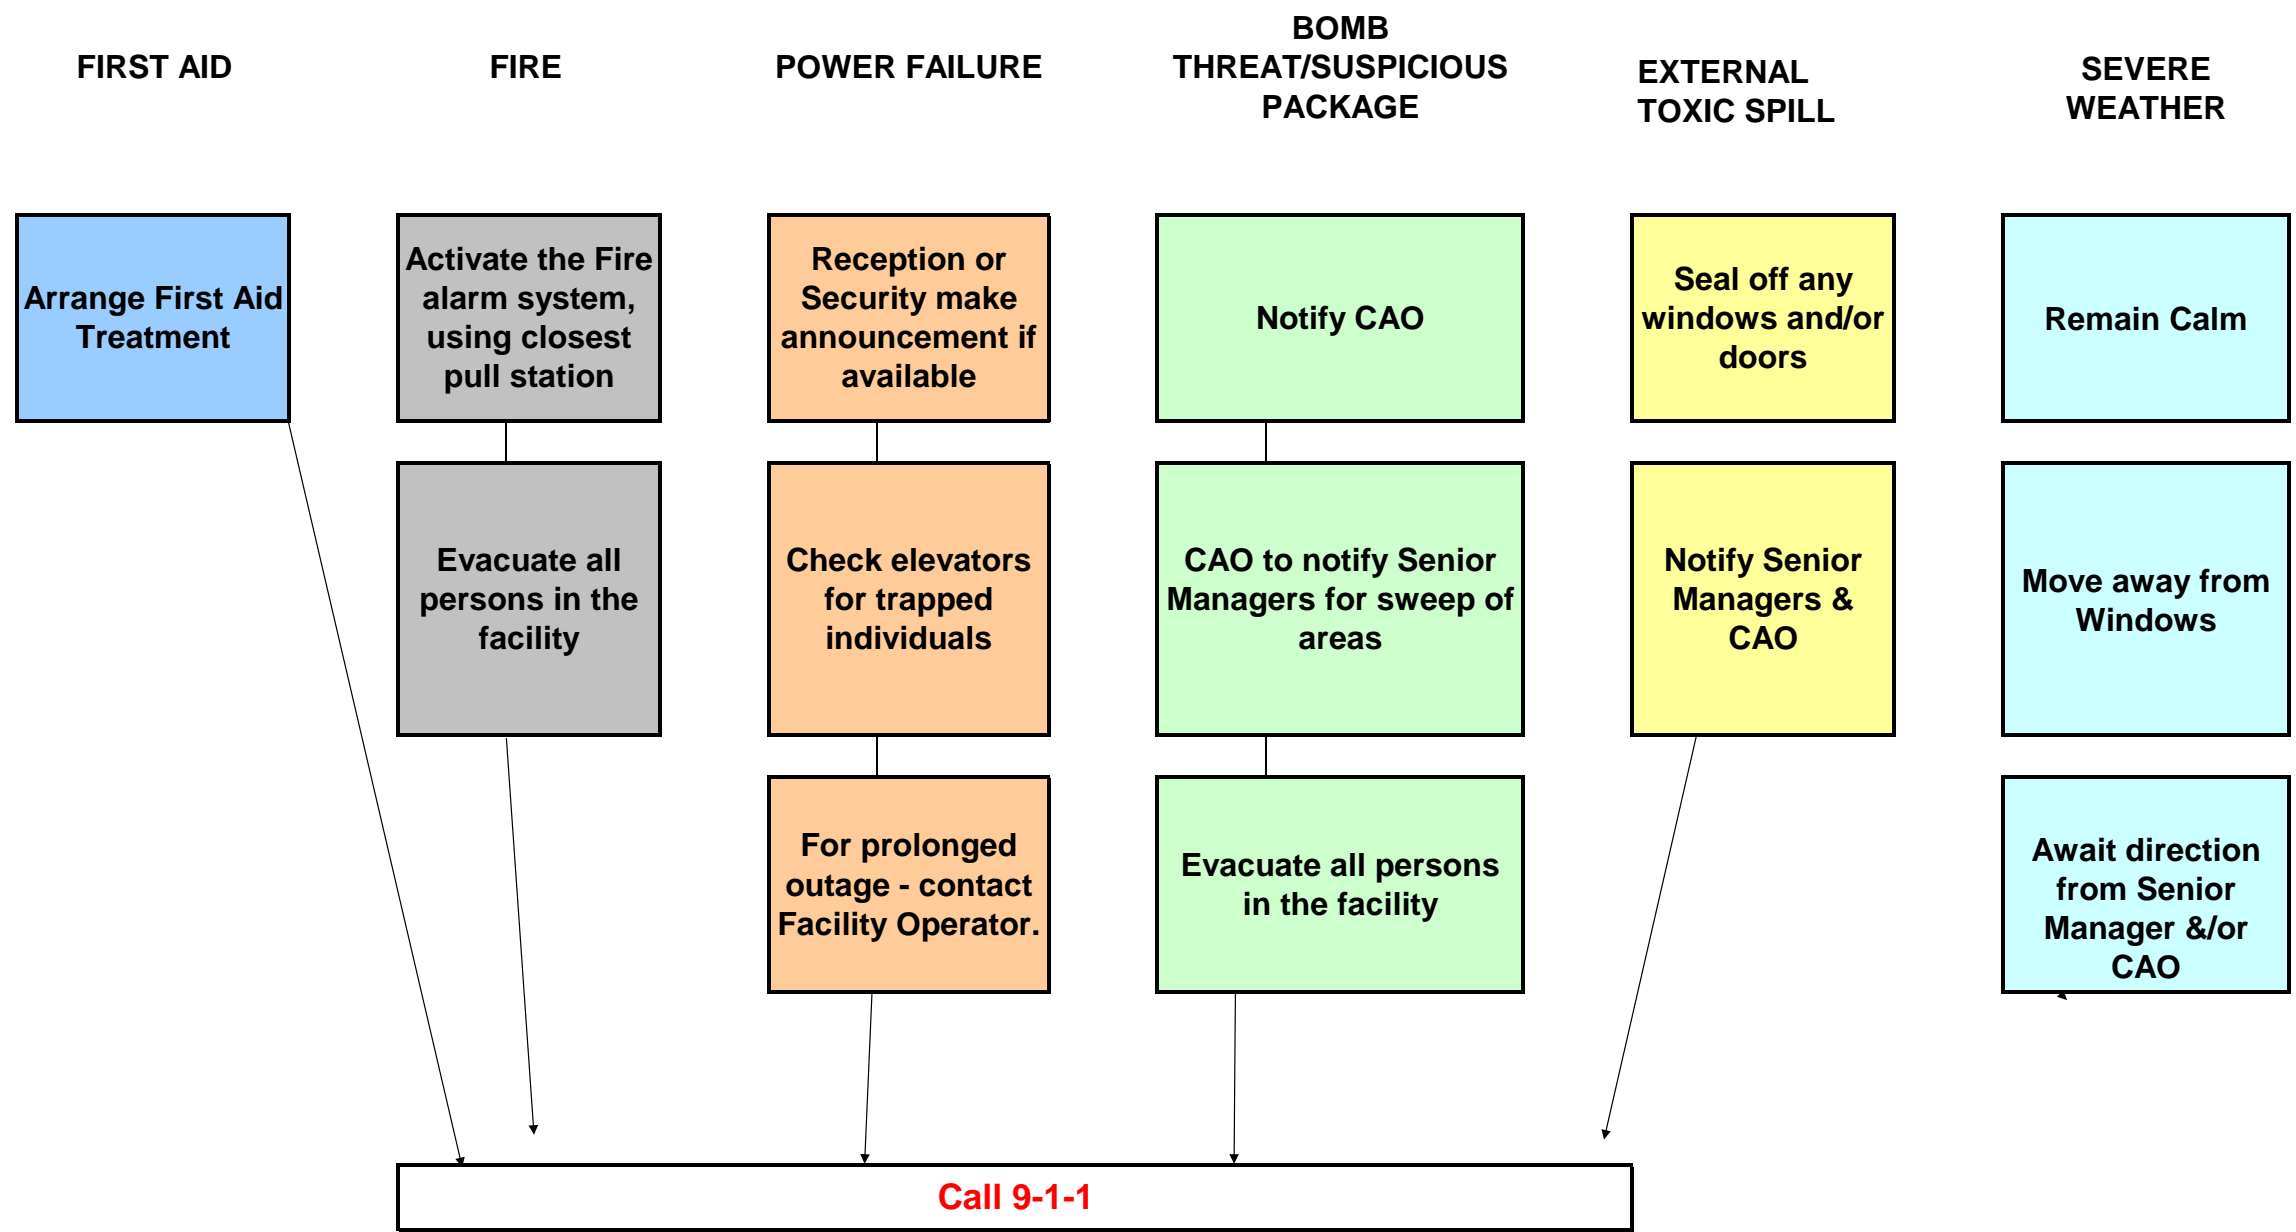 FIRST AID
FIRE
POWER FAILURE
BOMB
THREAT/SUSPICIOUS
PACKAGE
EXTERNAL
TOXIC SPILL
SEVERE
WEATHER
Arrange First Aid
Treatment
Activate the Fire
alarm system,
using closest
pull station
Reception or
Security make
announcement if
available
Notify CAO
Seal off any
windows and/or
doors
Remain Calm
Evacuate all
persons in the
facility
Check elevators
for trapped
individuals
CAO to notify Senior
Managers for sweep of
areas
Notify Senior
Managers &
CAO
Move away from
Windows
For prolonged
outage - contact
Facility Operator.
Evacuate all persons
in the facility
Await direction
from Senior
Manager &/or
CAO
Call 9-1-1